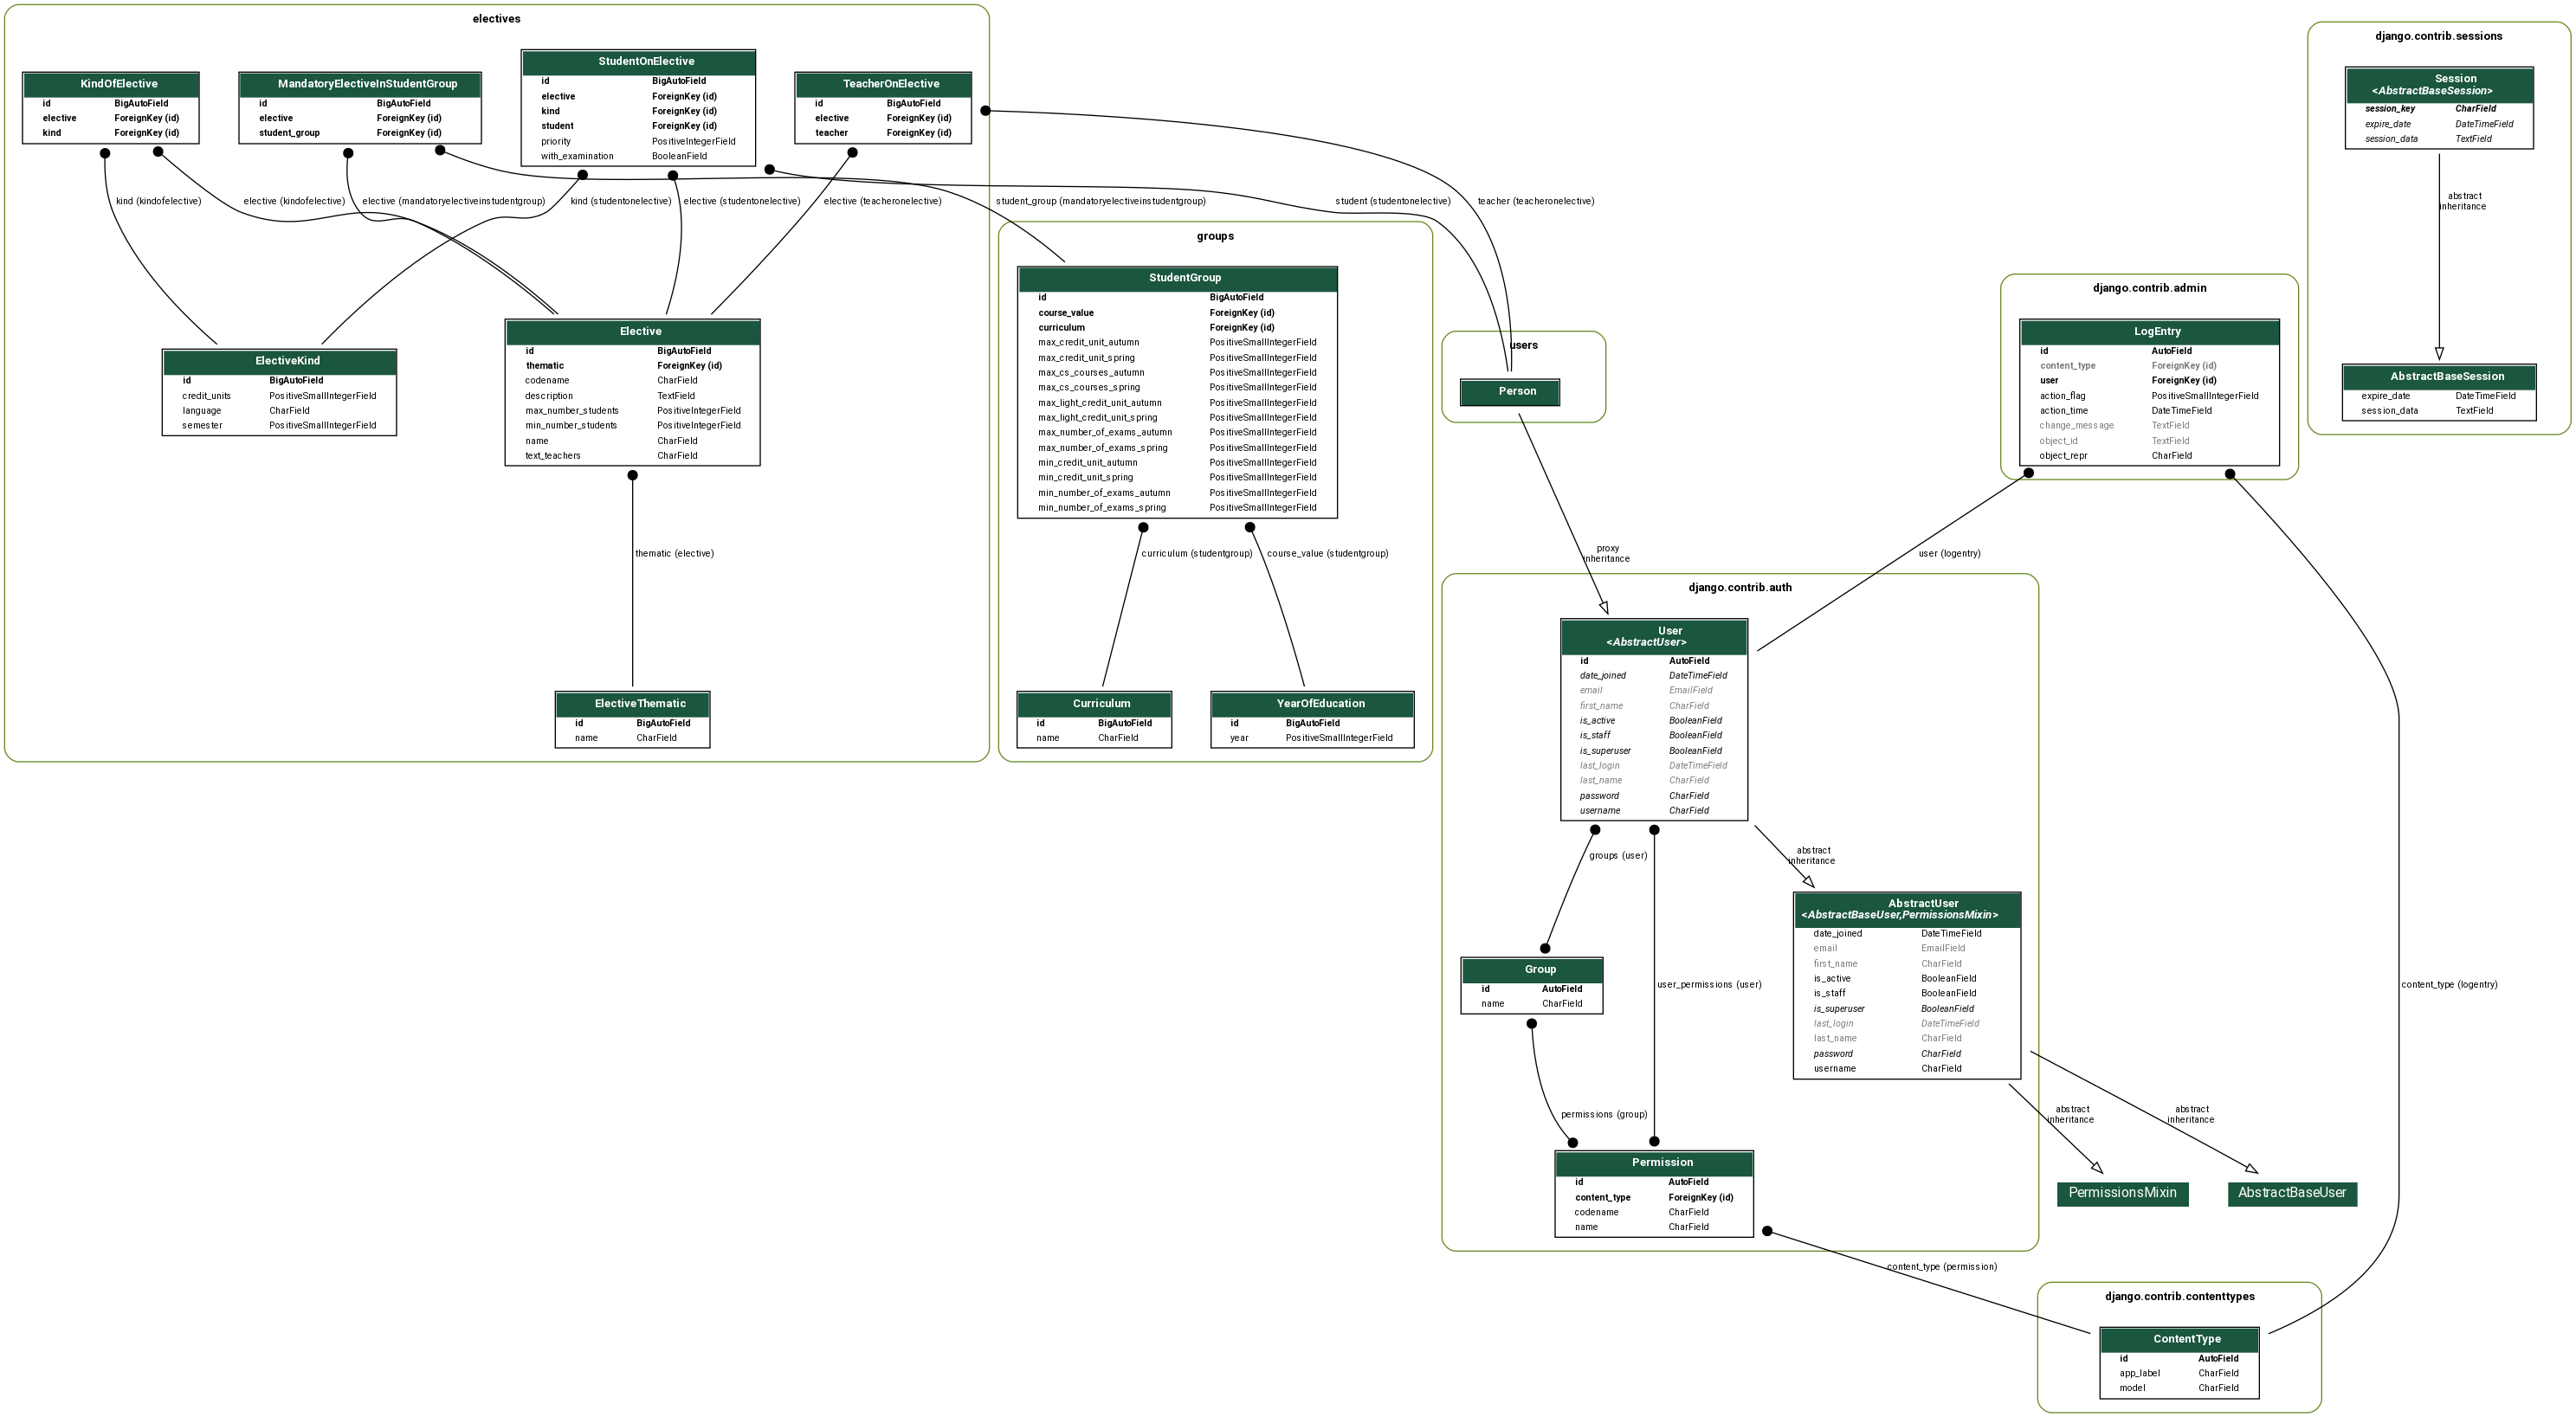 electives
KindOfElective
id BigAutoField
elective ForeignKey (id)
kind ForeignKey (id)
MandatoryElectiveInStudentGroup
id BigAutoField
elective ForeignKey (id)
student_group ForeignKey (id)
StudentOnElective
id BigAutoField
elective ForeignKey (id)
kind ForeignKey (id)
student ForeignKey (id)
priority PositiveIntegerField
with_examination BooleanField
TeacherOnElective
id BigAutoField
elective ForeignKey (id)
teacher ForeignKey (id)
kind (kindofelective)
elective (kindofelective)
elective (mandatoryelectiveinstudentgroup)
kind (studentonelective)
elective (studentonelective)
elective (teacheronelective)
student_group (mandatoryelectiveinstudentgroup)
student (studentonelective)
teacher (teacheronelective)
ElectiveKind
id BigAutoField
credit_units PositiveSmallIntegerField
language CharField
semester PositiveSmallIntegerField
Elective
id BigAutoField
thematic ForeignKey (id)
codename CharField
description TextField
max_number_students PositiveIntegerField
min_number_students PositiveIntegerField
name CharField
text_teachers CharField
thematic (elective)
ElectiveThematic
id BigAutoField
name CharField
groups
StudentGroup
id BigAutoField
course_value ForeignKey (id)
curriculum ForeignKey (id)
max_credit_unit_autumn PositiveSmallIntegerField
max_credit_unit_spring PositiveSmallIntegerField
max_cs_courses_autumn PositiveSmallIntegerField
max_cs_courses_spring PositiveSmallIntegerField
max_light_credit_unit_autumn PositiveSmallIntegerField
max_light_credit_unit_spring PositiveSmallIntegerField
max_number_of_exams_autumn PositiveSmallIntegerField
max_number_of_exams_spring PositiveSmallIntegerField
min_credit_unit_autumn PositiveSmallIntegerField
min_credit_unit_spring PositiveSmallIntegerField
min_number_of_exams_autumn PositiveSmallIntegerField
min_number_of_exams_spring PositiveSmallIntegerField
curriculum (studentgroup)
course_value (studentgroup)
Curriculum
id BigAutoField
name CharField
YearOfEducation
id BigAutoField
year PositiveSmallIntegerField
users
Person
proxy
inheritance
django.contrib.admin
LogEntry
id AutoField
content_type ForeignKey (id)
user ForeignKey (id)
action_flag PositiveSmallIntegerField
action_time DateTimeField
change_message TextField
object_id TextField
object_repr CharField
user (logentry)
content_type (logentry)
django.contrib.sessions
Session
<AbstractBaseSession>
session_key CharField
expire_date DateTimeField
session_data TextField
abstract
inheritance
AbstractBaseSession
expire_date DateTimeField
session_data TextField
django.contrib.auth
User
<AbstractUser>
id AutoField
date_joined DateTimeField
email EmailField
first_name CharField
is_active BooleanField
is_staff BooleanField
is_superuser BooleanField
last_login DateTimeField
last_name CharField
password CharField
username CharField
groups (user)
user_permissions (user)
abstract
inheritance
AbstractUser
<AbstractBaseUser,PermissionsMixin>
date_joined DateTimeField
email EmailField
first_name CharField
is_active BooleanField
is_staff BooleanField
is_superuser BooleanField
last_login DateTimeField
last_name CharField
password CharField
username CharField
Group
id AutoField
name CharField
permissions (group)
abstract
inheritance
abstract
inheritance
PermissionsMixin
AbstractBaseUser
Permission
id AutoField
content_type ForeignKey (id)
codename CharField
name CharField
content_type (permission)
django.contrib.contenttypes
ContentType
id AutoField
app_label CharField
model CharField